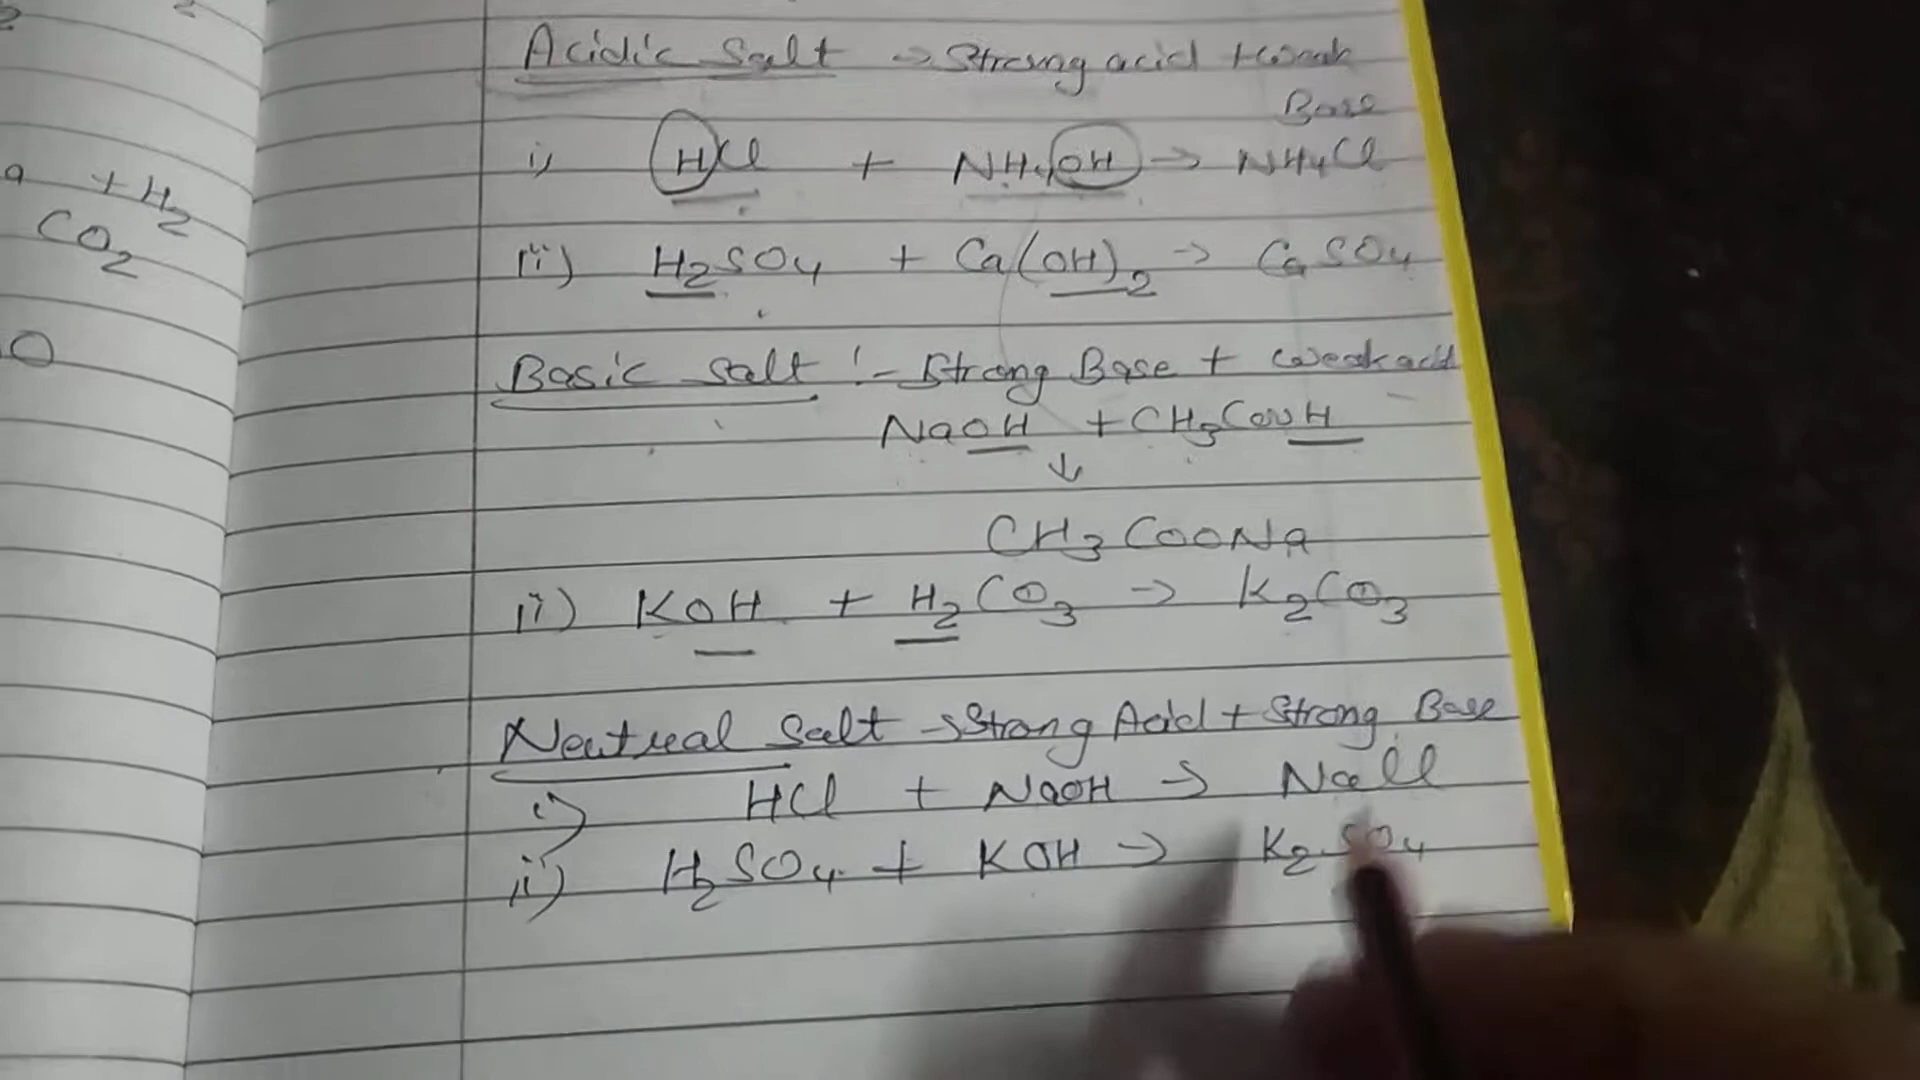 + H2
CO2
O
Acidic Salt → Strong acid + Weak
Base
i) HCl + NH4OH → NH4Cl
ii) H2SO4 + Ca(OH)2 → CaSO4
Basic Salt :- Strong Base + Weak acid
NaOH + CH3COOH
↓
CH3COONa
ii) KOH + H2CO3 → K2CO3
Neutral Salt → Strong Acid + Strong Base
i) HCl + NaOH → NaCl
ii) H2SO4 + KOH → K2SO4